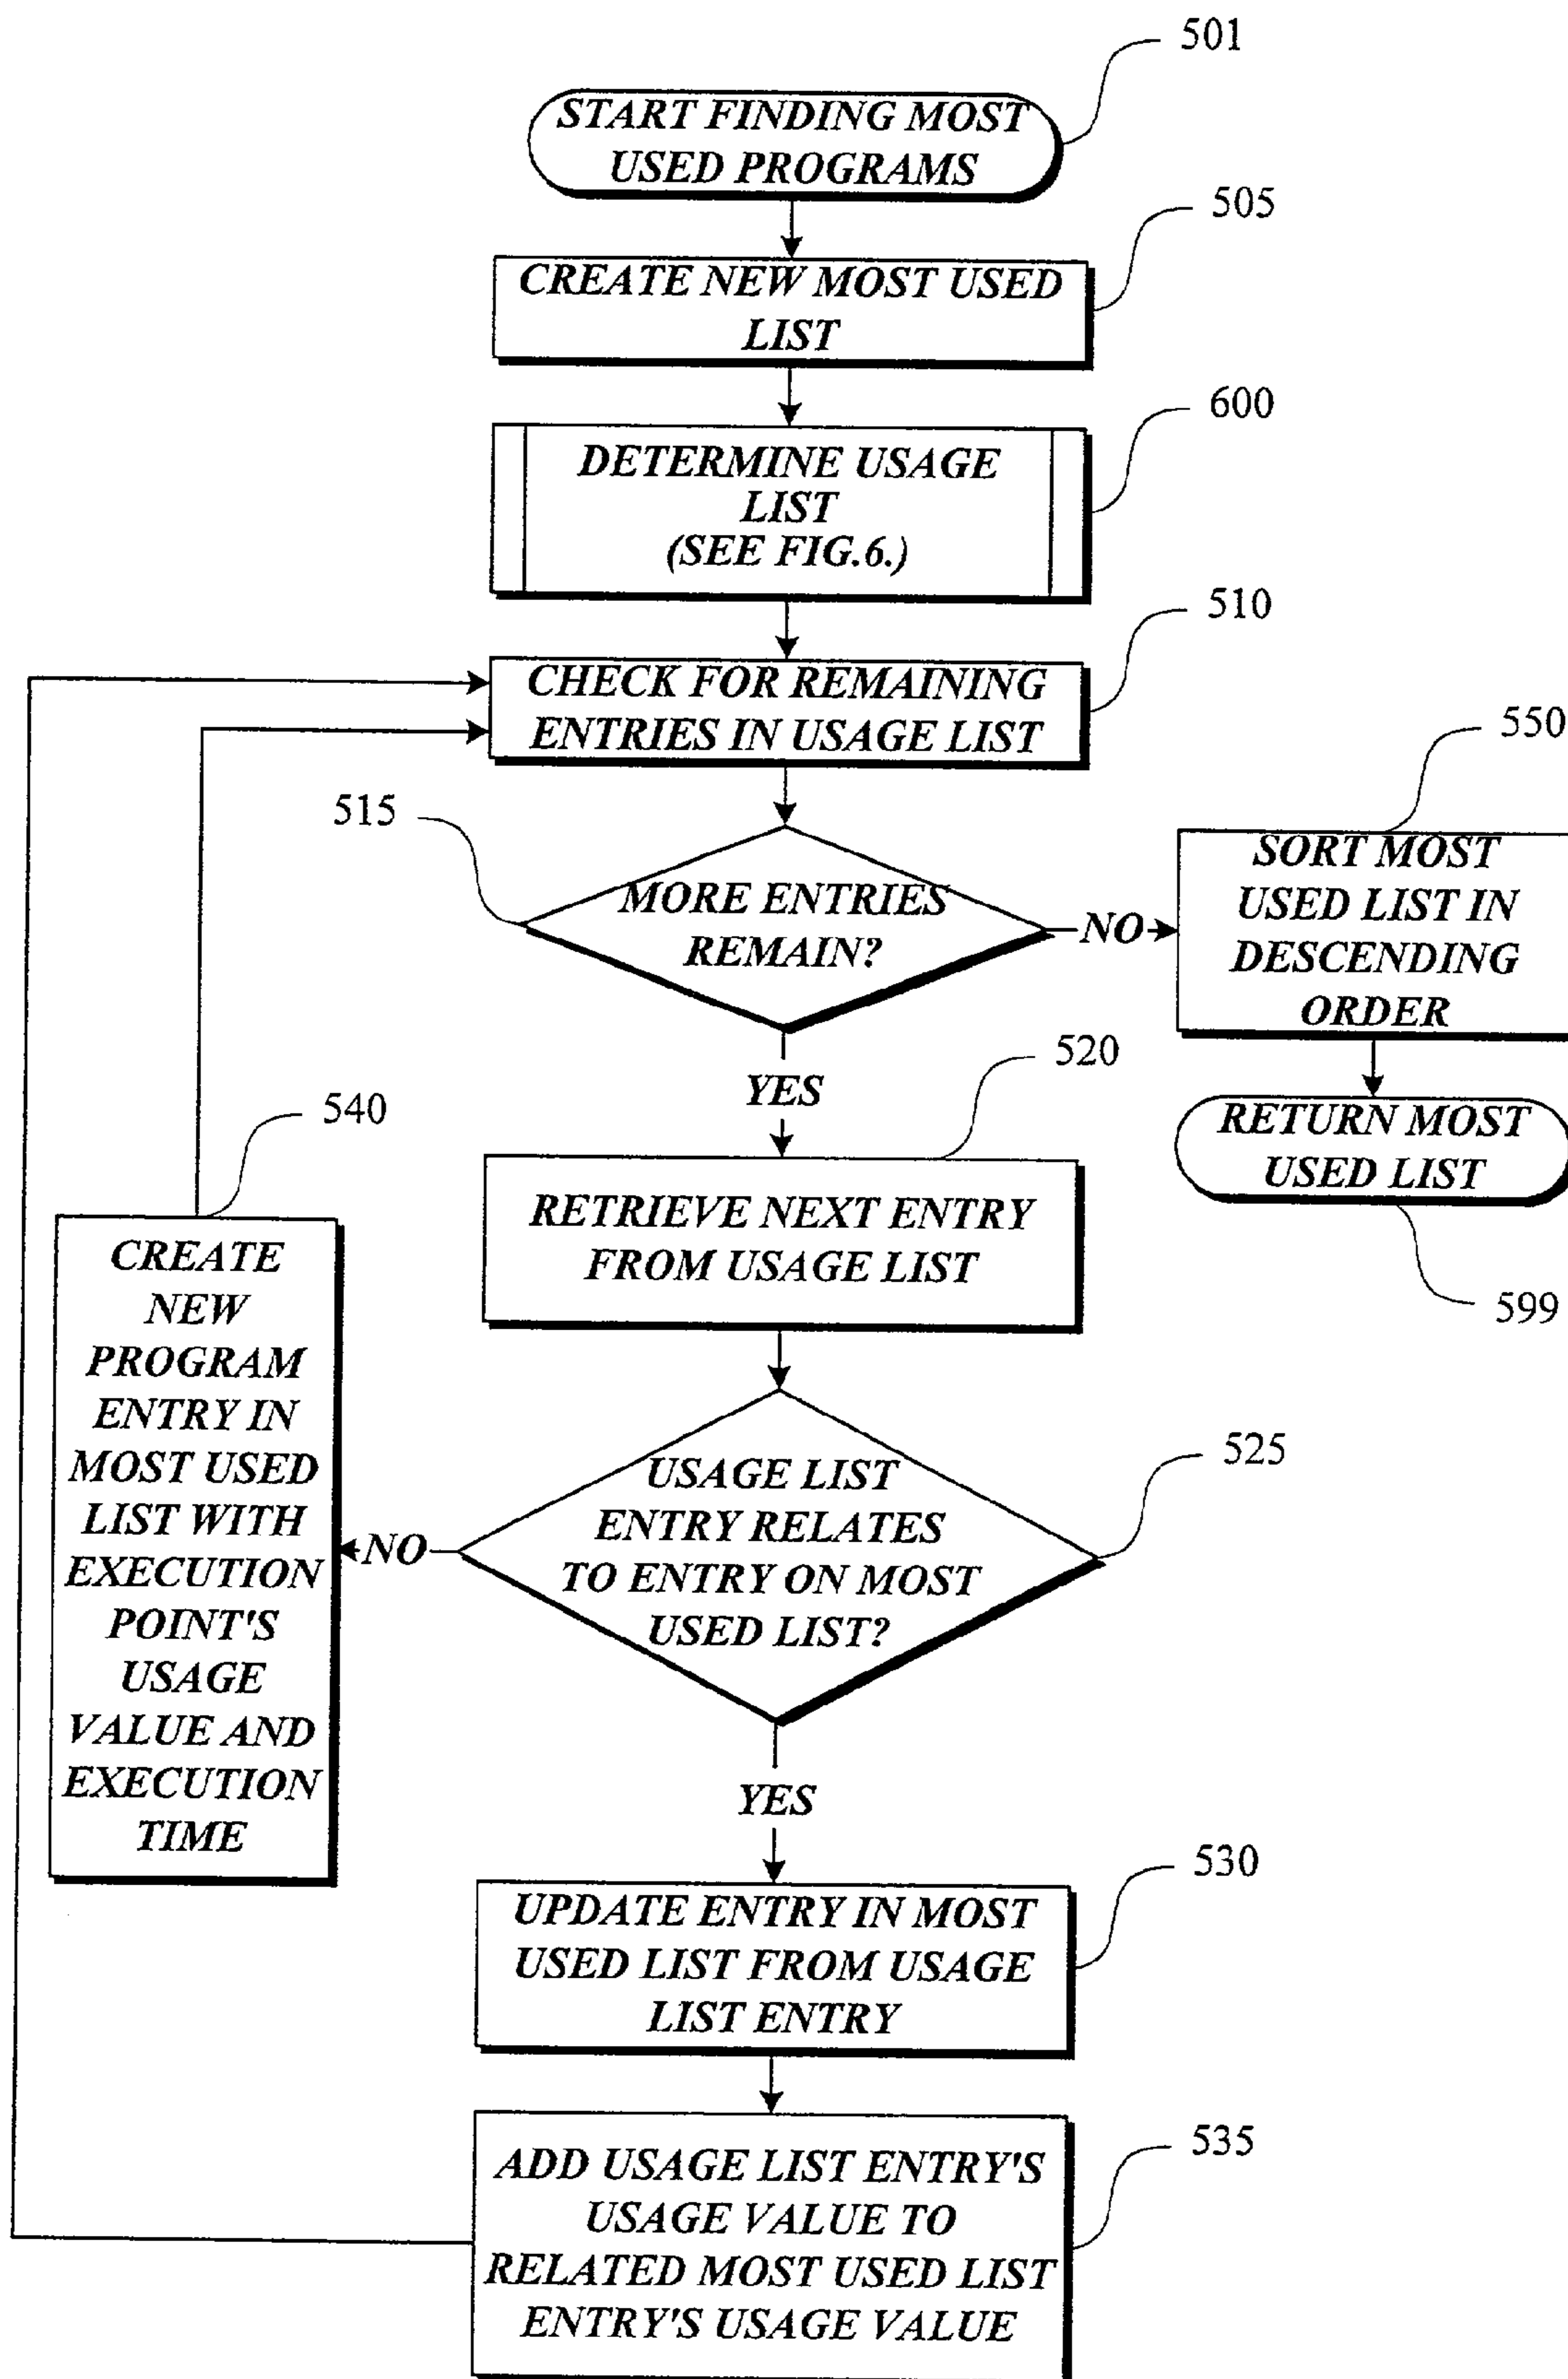 501
START FINDING MOST
USED PROGRAMS
505
CREATE NEW MOST USED
LIST
600
DETERMINE USAGE
LIST
(SEE FIG.6.)
510
CHECK FOR REMAINING
ENTRIES IN USAGE LIST
515
MORE ENTRIES
REMAIN?
NO
550
SORT MOST
USED LIST IN
DESCENDING
ORDER
RETURN MOST
USED LIST
599
YES
520
RETRIEVE NEXT ENTRY
FROM USAGE LIST
525
USAGE LIST
ENTRY RELATES
TO ENTRY ON MOST
USED LIST?
NO
540
CREATE
NEW
PROGRAM
ENTRY IN
MOST USED
LIST WITH
EXECUTION
POINT'S
USAGE
VALUE AND
EXECUTION
TIME
YES
530
UPDATE ENTRY IN MOST
USED LIST FROM USAGE
LIST ENTRY
535
ADD USAGE LIST ENTRY'S
USAGE VALUE TO
RELATED MOST USED LIST
ENTRY'S USAGE VALUE